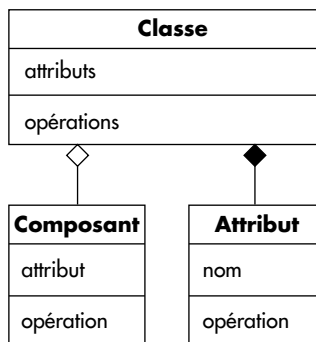 Classe
attributs
opérations
Composant
attribut
opération
Attribut
nom
opération